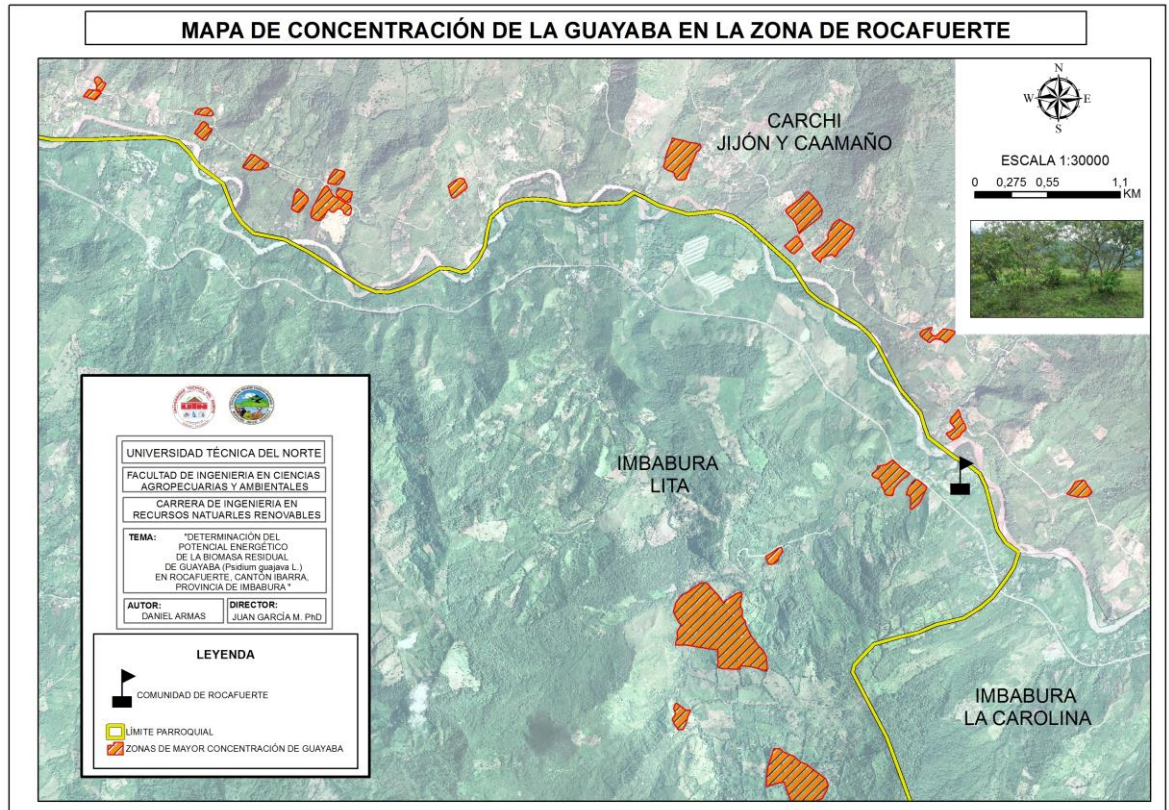 MAPA DE CONCENTRACIÓN DE LA GUAYABA EN LA ZONA DE ROCAFUERTE
N
W
E
S
ESCALA 1:30000
0 0,275 0,55 1,1
KM
CARCHI
JIJÓN Y CAAMAÑO
IMBABURA
LITA
IMBABURA
LA CAROLINA
UNIVERSIDAD TÉCNICA DEL NORTE
FACULTAD DE INGENIERIA EN CIENCIAS
AGROPECUARIAS Y AMBIENTALES
CARRERA DE INGENIERIA EN
RECURSOS NATUARLES RENOVABLES
TEMA: "DETERMINACIÓN DEL
POTENCIAL ENERGÉTICO
DE LA BIOMASA RESIDUAL
DE GUAYABA (Psidium guajava L.)
EN ROCAFUERTE, CANTÓN IBARRA,
PROVINCIA DE IMBABURA "
AUTOR:
DANIEL ARMAS
DIRECTOR:
JUAN GARCÍA M. PhD
LEYENDA
COMUNIDAD DE ROCAFUERTE
LÍMITE PARROQUIAL
ZONAS DE MAYOR CONCENTRACIÓN DE GUAYABA